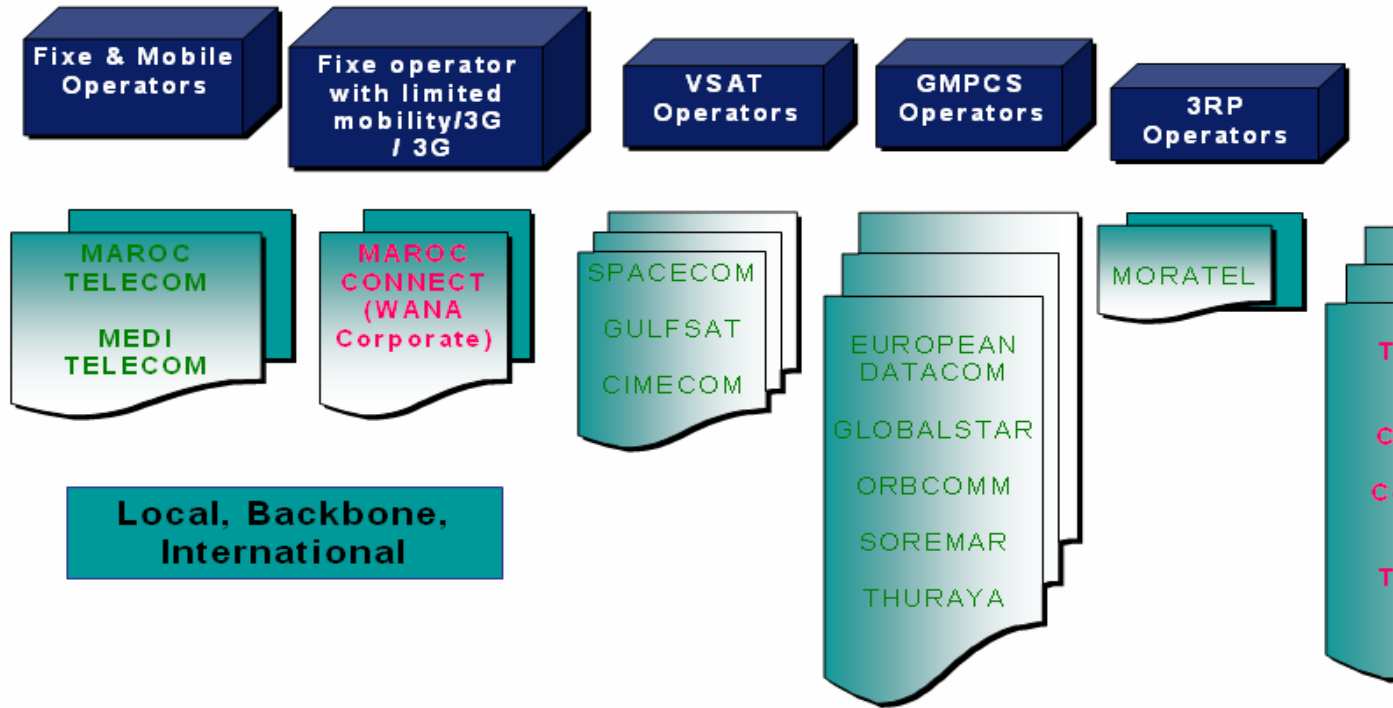 Fixe & Mobile
Operators
Fixe operator
with limited
mobility/3G
/ 3G
VSAT
Operators
GMPCS
Operators
3RP
Operators
MAROC
TELECOM
MEDI
TELECOM
MAROC
CONNECT
(WANA
Corporate)
SPACECOM
GULFSAT
CIMECOM
EUROPEAN
DATACOM
GLOBALSTAR
ORBCOMM
SOREMAR
THURAYA
MORATEL
T
C
C
T
Local, Backbone,
International